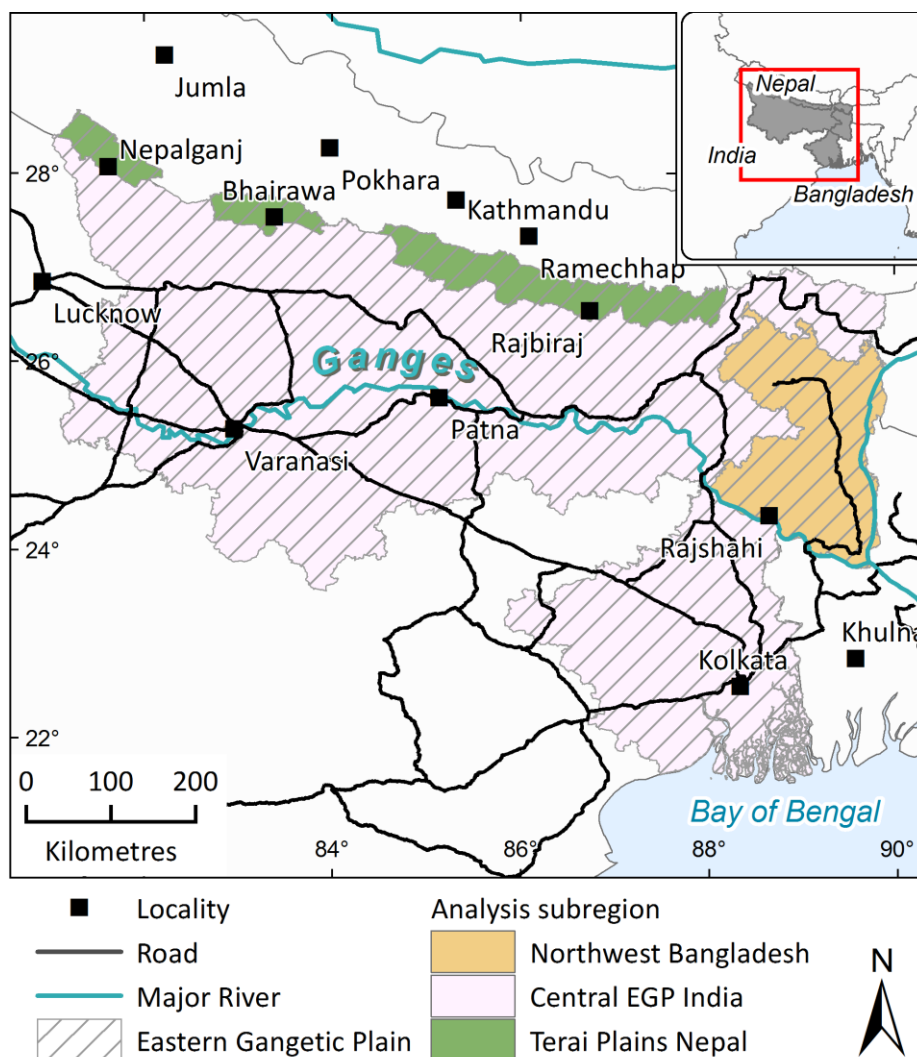 Jumla
Nepalganj
Pokhara
Bhairawa
Kathmandu
Ramechhap
Lucknow
Rajbiraj
Ganges
Patna
Varanasi
Rajshahi
Khulna
Kolkata
Bay of Bengal
28°
26°
24°
22°
84°
86°
88°
90°
0 100 200
Kilometres
Nepal
India
Bangladesh
Locality
Road
Major River
Eastern Gangetic Plain
Analysis subregion
Northwest Bangladesh
Central EGP India
Terai Plains Nepal
N